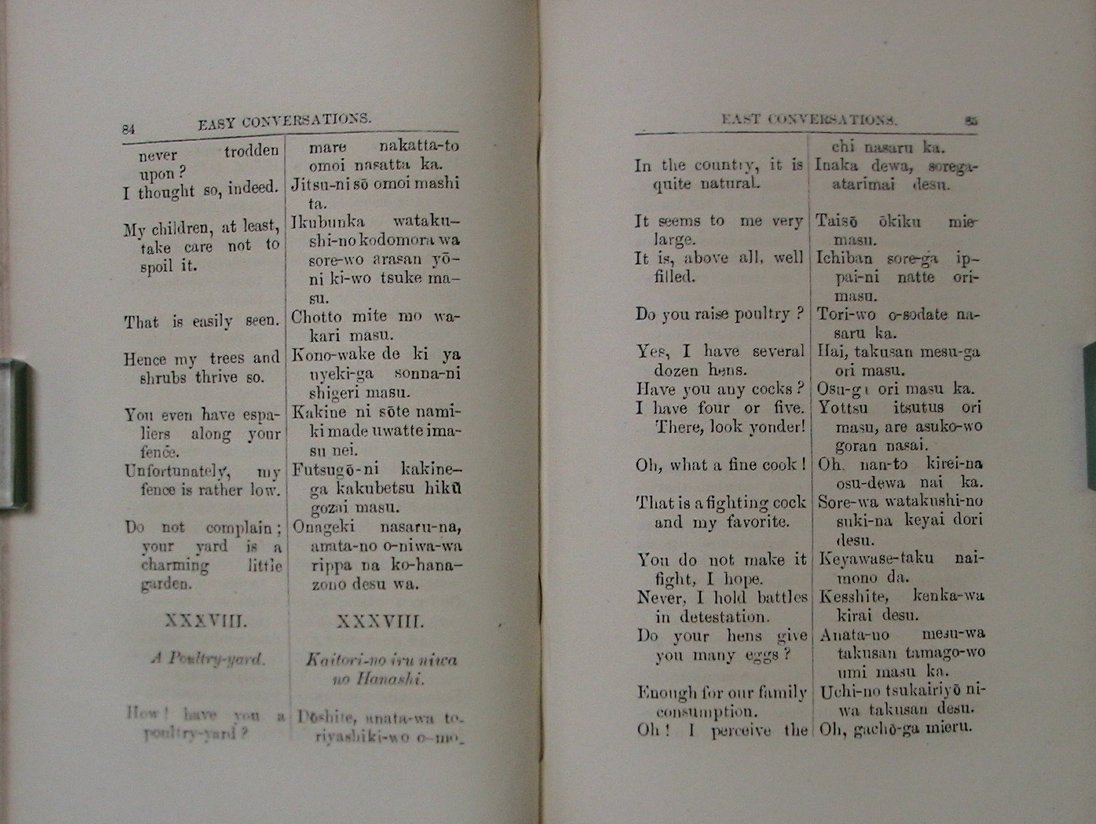 84 EASY CONVERSATIONS.
never trodden
upon ?
I thought so, indeed.
My children, at least,
take care not to
spoil it.
That is easily seen.
Hence my trees and
shrubs thrive so.
You even have espa-
liers along your
fence.
Unfortunately, my
fence is rather low.
Do not complain ;
your yard is a
charming little
garden.
XXXVIII.
A Poultry-yard.
How ! have you a
poultry-yard ?
mare nakatta-to
omoi nasatta ka.
Jitsu-ni sō omoi mashi
ta.
Ikubunka wataku-
shi-no kodomora wa
sore-wo arasan yō-
ni ki-wo tsuke ma-
su.
Chotto mite mo wa-
kari masu.
Kono-wake de ki ya
uyeki-ga sonna-ni
shigeri masu.
Kakine ni sōte nami-
ki made uwatte ima-
su nei.
Futsugō-ni kakine-
ga kakubetsu hikū
gozai masu.
Onageki nasaru-na,
anata-no o-niwa-wa
rippa na ko-hana-
zono desu wa.
XXXVIII.
Kaitori-no iru niwa
no Hanashi.
Dōshite, anata-wa to-
riyashiki-wo o-mo-
EAST CONVERSATIONS. 85
In the country, it is
quite natural.
It seems to me very
large.
It is, above all, well
filled.
Do you raise poultry ?
Yes, I have several
dozen hens.
Have you any cocks ?
I have four or five.
There, look yonder!
Oh, what a fine cook !
That is a fighting cock
and my favorite.
You do not make it
fight, I hope.
Never, I hold battles
in detestation.
Do your hens give
you many eggs ?
Enough for our family
consumption.
Oh ! I perceive the
chi nasaru ka.
Inaka dewa, sorega-
atarimai desu.
Taisō ōkiku mie-
masu.
Ichiban sore-ga ip-
pai-ni natte ori-
masu.
Tori-wo o-sodate na-
saru ka.
Hai, takusan mesu-ga
ori masu.
Osu-ga ori masu ka.
Yottsu itsutus ori
masu, are asuko-wo
goran nasai.
Oh. nan-to kirei-na
osu-dewa nai ka.
Sore-wa watakushi-no
suki-na keyai dori
desu.
Keyawase-taku nai-
mono da.
Kesshite, kenka-wa
kirai desu.
Anata-no mesu-wa
takusan tamago-wo
umi masu ka.
Uchi-no tsukairiyō ni-
wa takusan desu.
Oh, gachō-ga mieru.